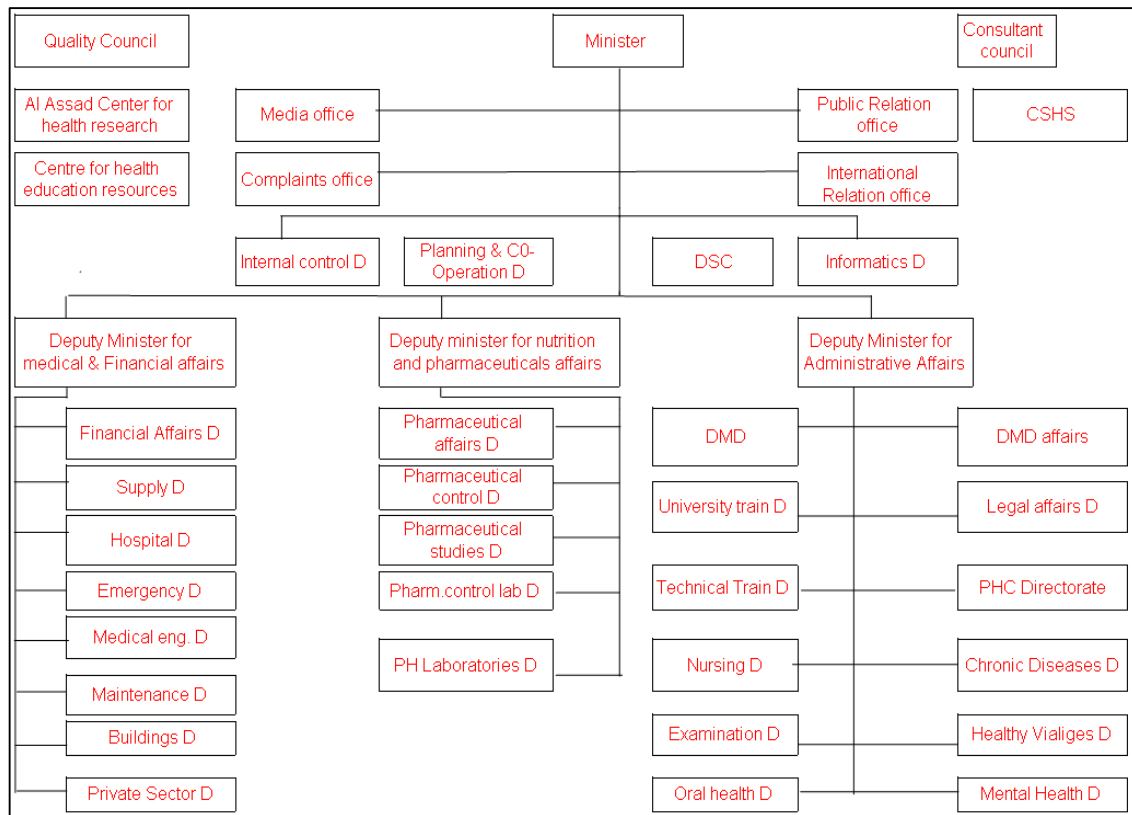 Quality Council
Minister
Consultant
council
Al Assad Center for
health research
Media office
Public Relation
office
CSHS
Centre for health
education resources
Complaints office
International
Relation office
Internal control D
Planning & C0-
Operation D
DSC
Informatics D
Deputy Minister for
medical & Financial affairs
Deputy minister for nutrition
and pharmaceuticals affairs
Deputy Minister for
Administrative Affairs
Financial Affairs D
Pharmaceutical
affairs D
DMD
DMD affairs
Supply D
Pharmaceutical
control D
University train D
Legal affairs D
Hospital D
Pharmaceutical
studies D
Emergency D
Pharm.control lab D
Technical Train D
PHC Directorate
Medical eng. D
PH Laboratories D
Nursing D
Chronic Diseases D
Maintenance D
Buildings D
Examination D
Healthy Vialiges D
Private Sector D
Oral health D
Mental Health D